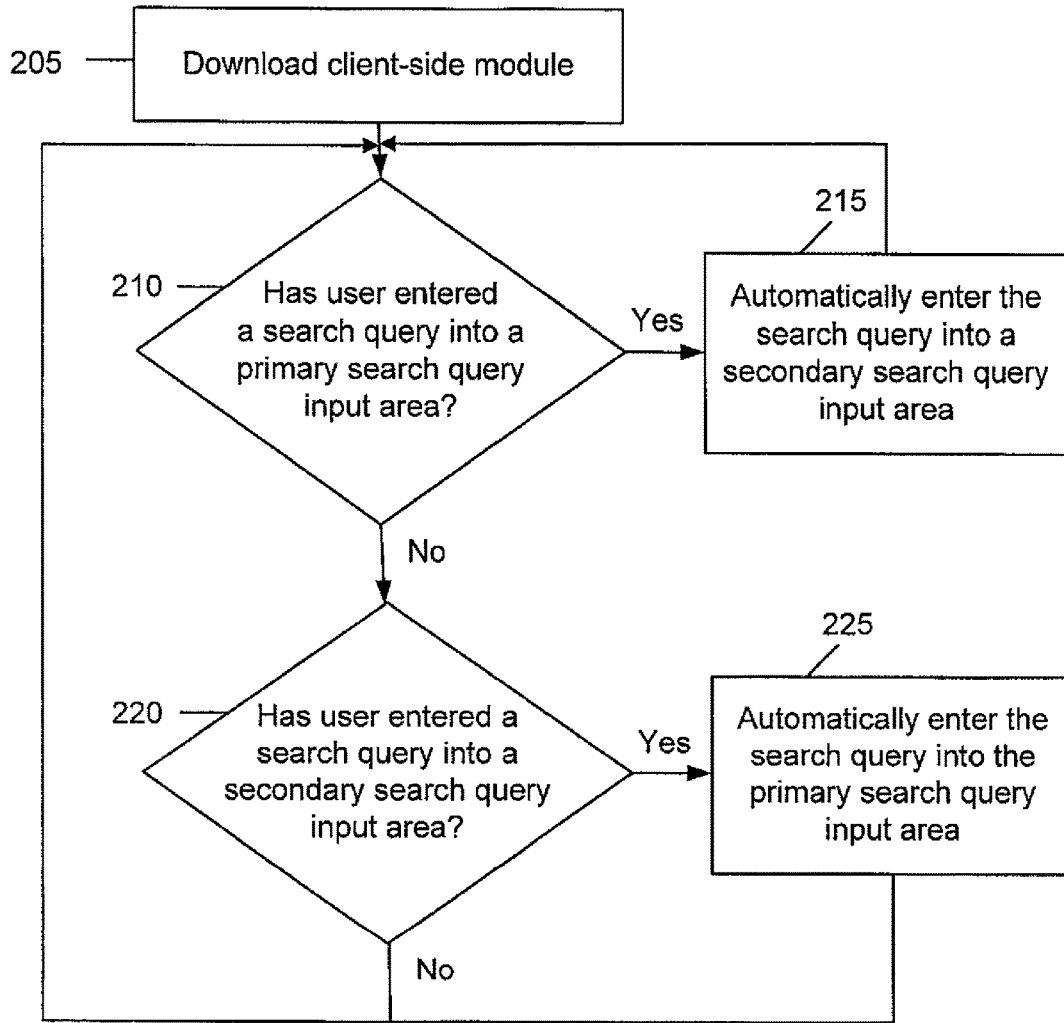 205
Download client-side module
215
210
Has user entered
a search query into a
primary search query
input area?
Yes
Automatically enter the
search query into a
secondary search query
input area
No
225
220
Has user entered a
search query into a
secondary search query
input area?
Yes
Automatically enter the
search query into the
primary search query
input area
No